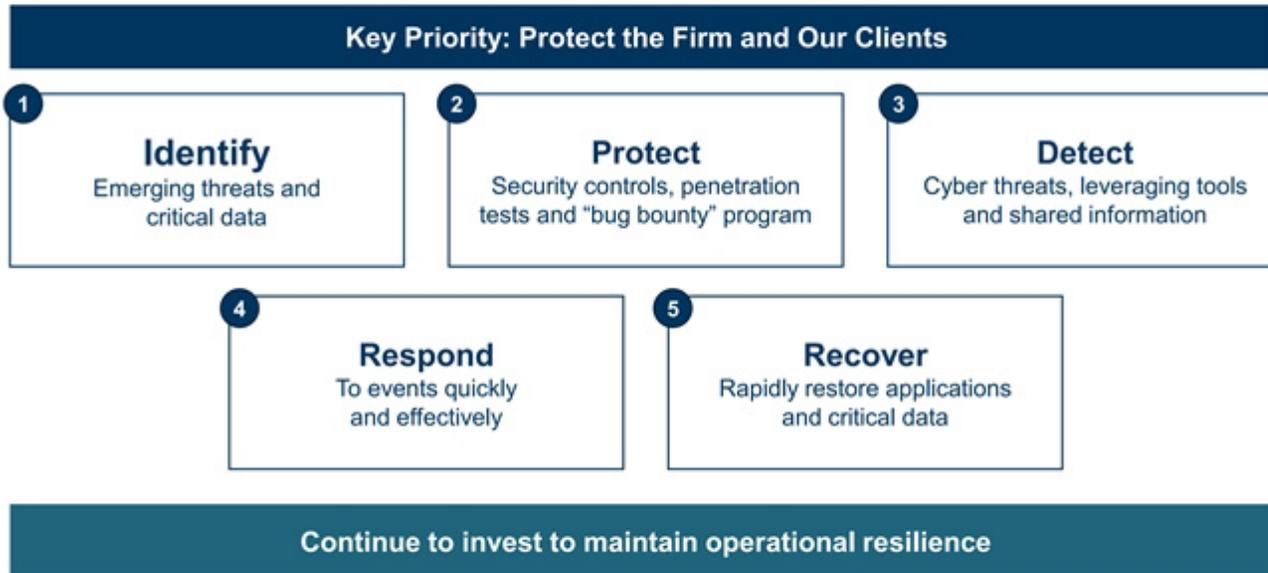 Key Priority: Protect the Firm and Our Clients
1
Identify
Emerging threats and
critical data
2
Protect
Security controls, penetration
tests and “bug bounty” program
3
Detect
Cyber threats, leveraging tools
and shared information
4
Respond
To events quickly
and effectively
5
Recover
Rapidly restore applications
and critical data
Continue to invest to maintain operational resilience